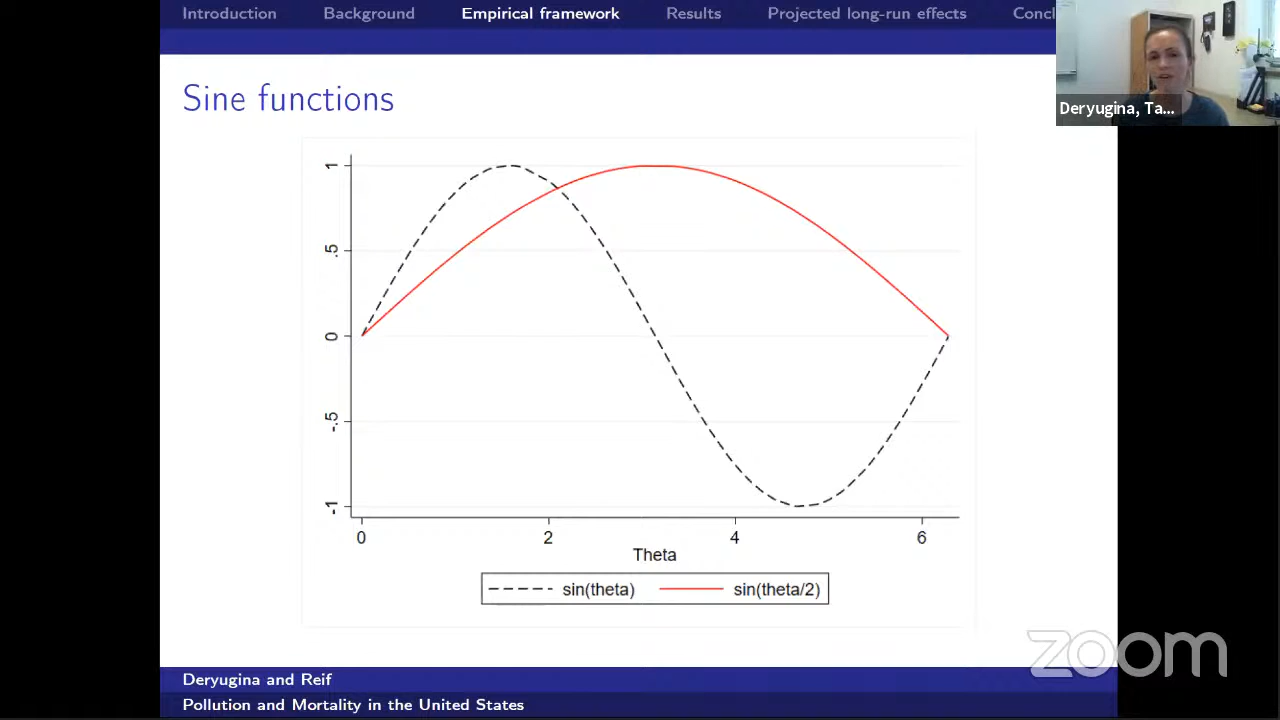 Introduction Background Empirical framework Results Projected long-run effects Concl
Deryugina, Ta...
Sine functions
1
.5
0
-.5
-1
0 2 4 6
Theta
sin(theta) sin(theta/2)
zoom
Deryugina and Reif
Pollution and Mortality in the United States